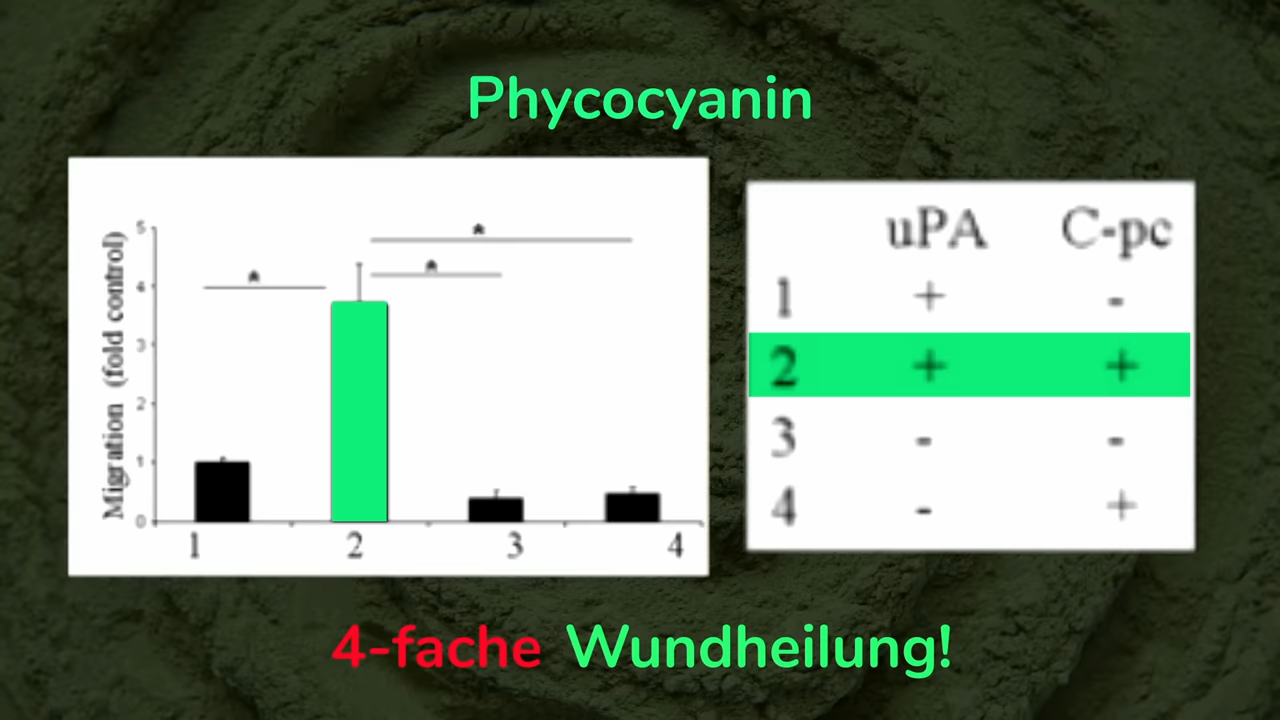 Phycocyanin
Migration (fold control)
5
4
3
2
1
0
* * *
1 2 3 4
uPA C-pc
1 + -
2 + +
3 - -
4 - +
4-fache Wundheilung!